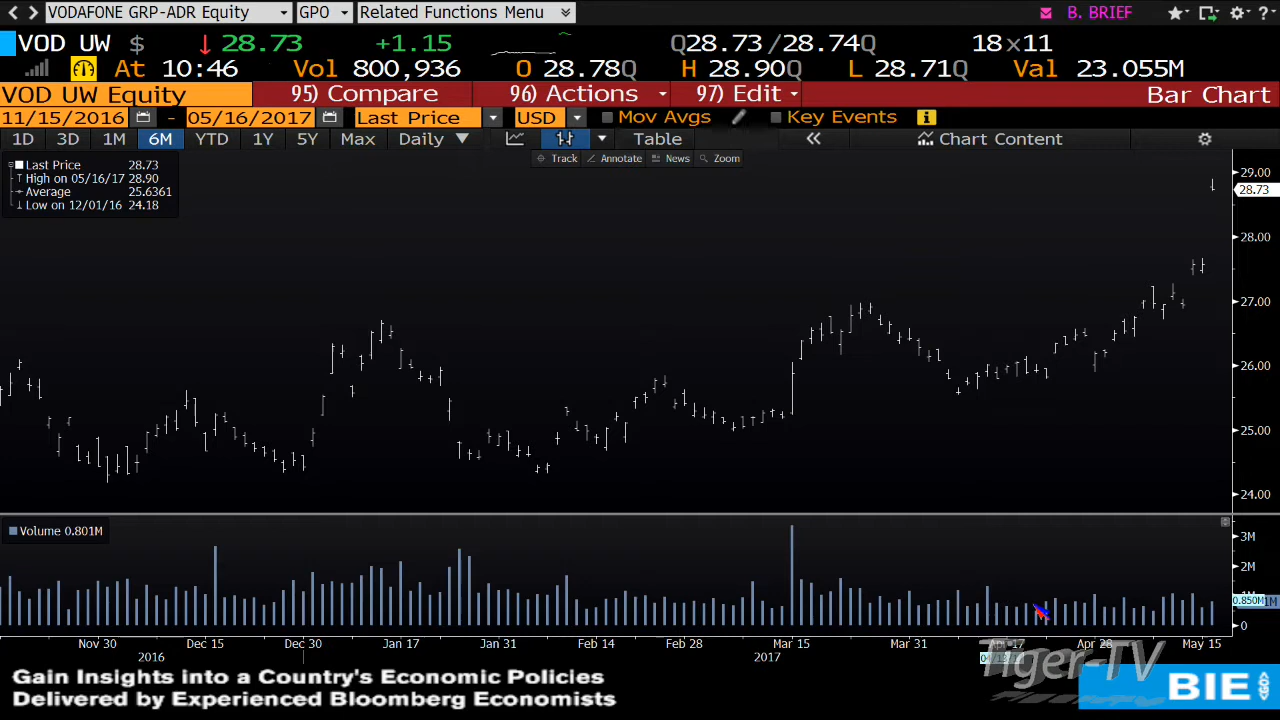 VODAFONE GRP-ADR Equity GPO Related Functions Menu B. BRIEF ?
VOD UW $ ↓ 28.73 +1.15 Q28.73 /28.74Q 18x11
At 10:46 Vol 800,936 O 28.78Q H 28.90Q L 28.71Q Val 23.055M
VOD UW Equity 95) Compare 96) Actions 97) Edit Bar Chart
11/15/2016 - 05/16/2017 Last Price USD Mov Avgs Key Events
1D 3D 1M 6M YTD 1Y 5Y Max Daily Table « Chart Content
Track Annotate News Zoom
Last Price 28.73
High on 05/16/17 28.90
Average 25.6361
Low on 12/01/16 24.18
29.00
28.73
28.00
27.00
26.00
25.00
24.00
Volume 0.801M
3M
2M
1M
0.850M
0
Nov 30 Dec 15 Dec 30 Jan 17 Jan 31 Feb 14 Feb 28 Mar 15 Mar 31 Apr 17 Apr 28 May 15
2016 2017
Tiger-TV
Gain Insights into a Country's Economic Policies
Delivered by Experienced Bloomberg Economists
BIE